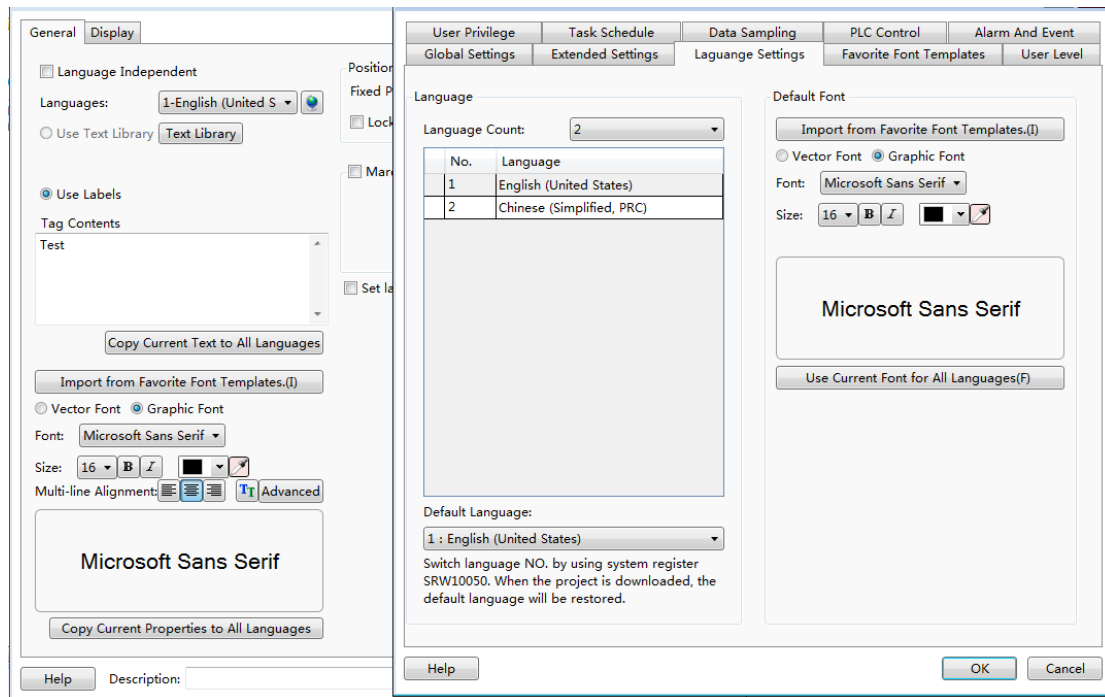 General
Display
Language Independent
Languages:
1-English (United S
Use Text Library
Text Library
Use Labels
Tag Contents
Test
Copy Current Text to All Languages
Import from Favorite Font Templates.(I)
Vector Font
Graphic Font
Font:
Microsoft Sans Serif
Size:
16
B
I
Multi-line Alignment:
TT
Advanced
Microsoft Sans Serif
Copy Current Properties to All Languages
Help
Description:
Position
Fixed P
Lock
Marq
Set la
User Privilege
Task Schedule
Data Sampling
PLC Control
Alarm And Event
Global Settings
Extended Settings
Laguange Settings
Favorite Font Templates
User Level
Language
Language Count:
2
No.
Language
1
English (United States)
2
Chinese (Simplified, PRC)
Default Language:
1 : English (United States)
Switch language NO. by using system register
SRW10050. When the project is downloaded, the
default language will be restored.
Default Font
Import from Favorite Font Templates.(I)
Vector Font
Graphic Font
Font:
Microsoft Sans Serif
Size:
16
B
I
Microsoft Sans Serif
Use Current Font for All Languages(F)
Help
OK
Cancel